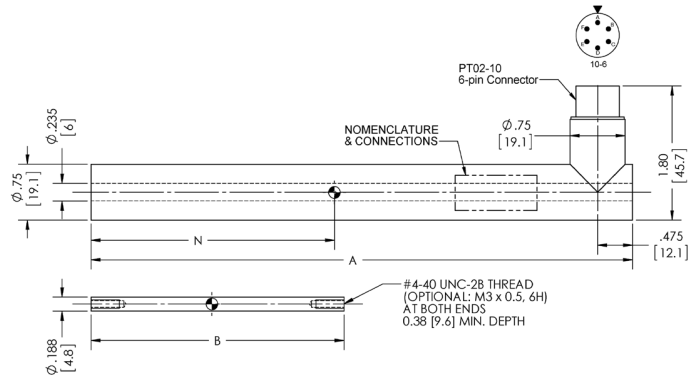 A
B
C
D
E
F
10-6
PT02-10
6-pin Connector
Ø.235
[6]
NOMENCLATURE
& CONNECTIONS
Ø.75
[19.1]
1.80
[45.7]
Ø.75
[19.1]
N
.475
[12.1]
A
#4-40 UNC-2B THREAD
(OPTIONAL: M3 x 0.5, 6H)
AT BOTH ENDS
0.38 [9.6] MIN. DEPTH
Ø.188
[4.8]
B